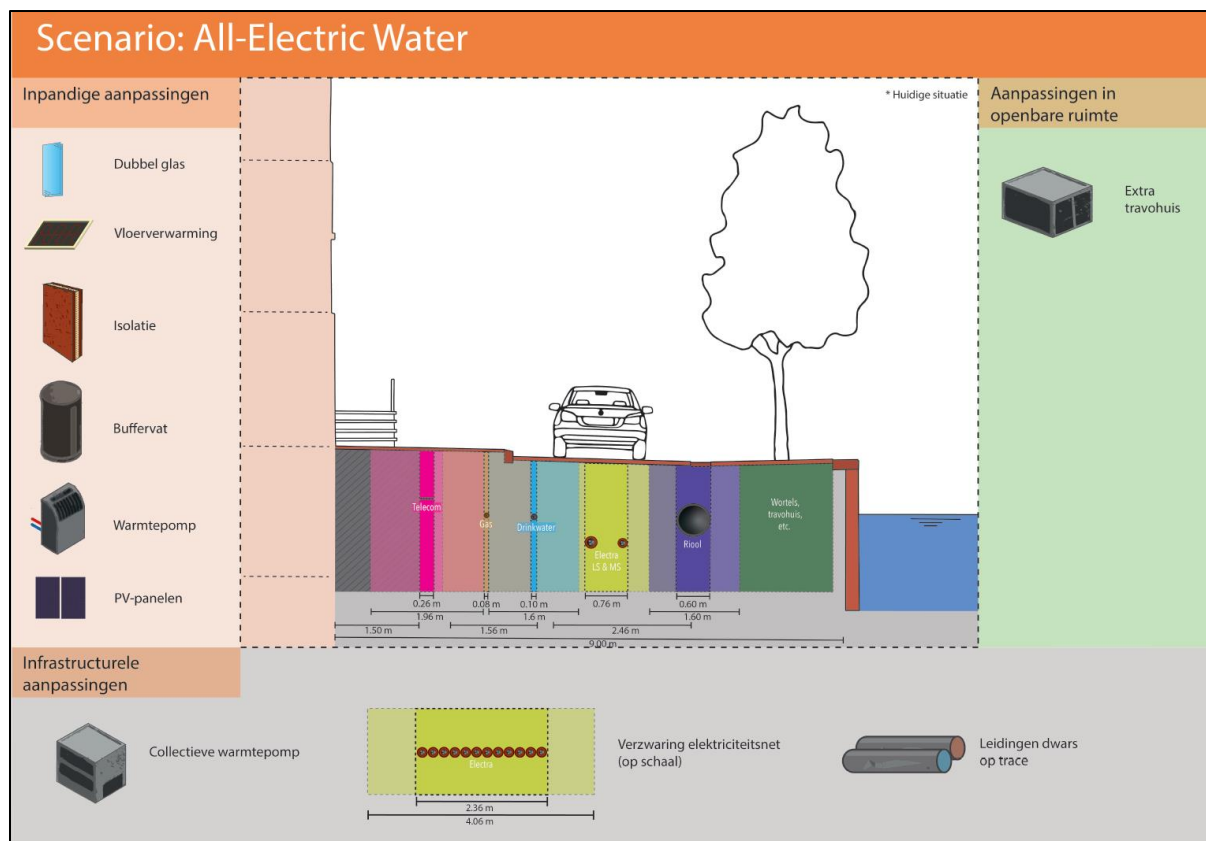 Scenario: All-Electric Water
Inpandige aanpassingen
Dubbel glas
Vloerverwarming
Isolatie
Buffervat
Warmtepomp
PV-panelen
* Huidige situatie
Telecom
Gas
Drinkwater
Electra
LS & MS
Riool
Wortels,
travohuis,
etc.
0.26 m
0.08 m
0.10 m
0.76 m
0.60 m
1.96 m
1.6 m
1.60 m
1.50 m
1.56 m
2.46 m
9.00 m
Aanpassingen in
openbare ruimte
Extra
travohuis
Infrastructurele
aanpassingen
Collectieve warmtepomp
Electra
2.36 m
4.06 m
Verzwaring elektriciteitsnet
(op schaal)
Leidingen dwars
op trace